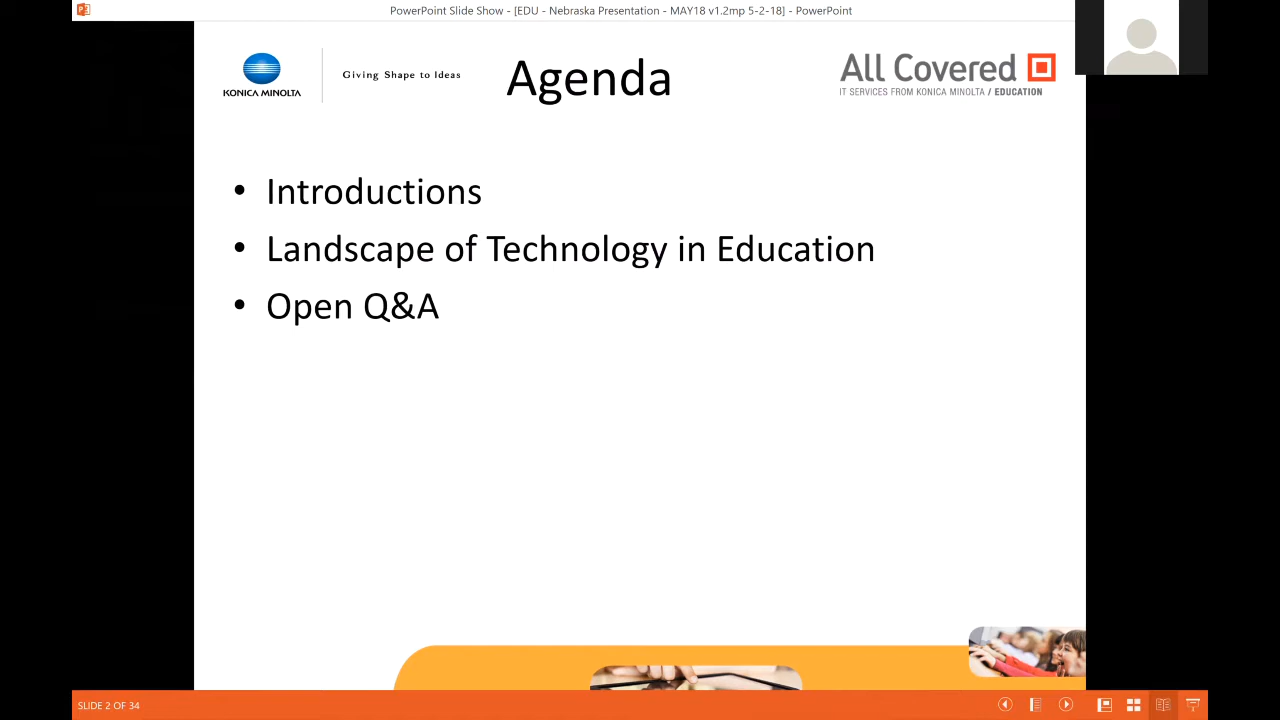 PowerPoint Slide Show - [EDU - Nebraska Presentation - MAY18 v1.2mp 5-2-18] - PowerPoint
KONICA MINOLTA
Giving Shape to Ideas
Agenda
All Covered
IT SERVICES FROM KONICA MINOLTA / EDUCATION
• Introductions
• Landscape of Technology in Education
• Open Q&A
SLIDE 2 OF 34